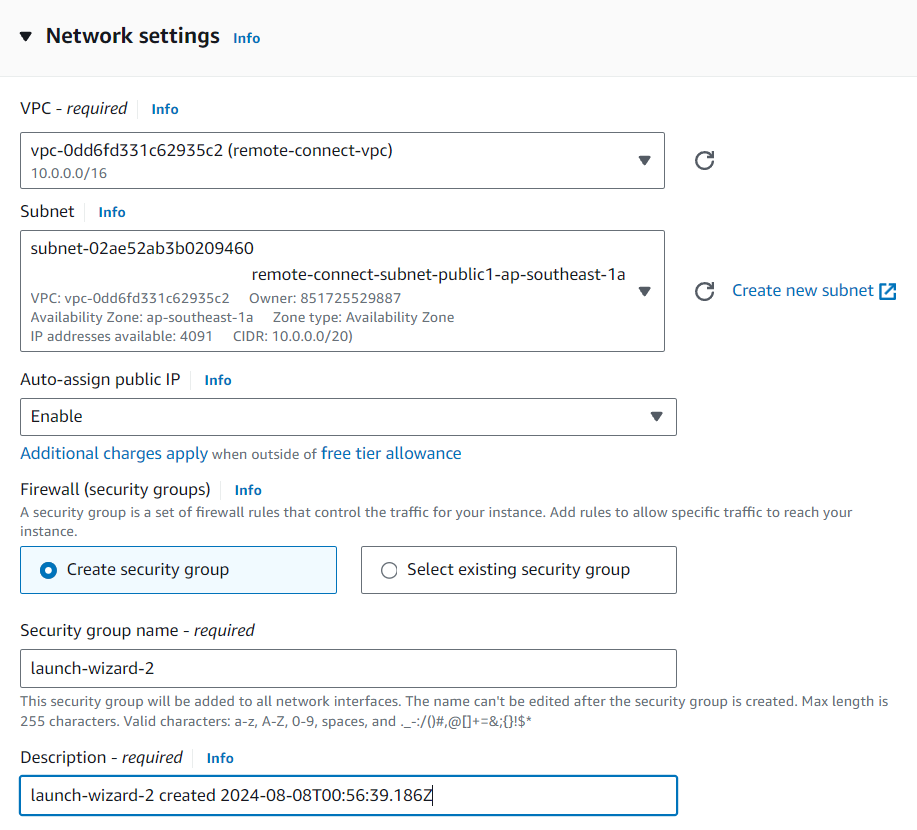 Network settings Info
VPC - required Info
vpc-0dd6fd331c62935c2 (remote-connect-vpc)
10.0.0.0/16
Subnet Info
subnet-02ae52ab3b0209460
remote-connect-subnet-public1-ap-southeast-1a
VPC: vpc-0dd6fd331c62935c2 Owner: 851725529887
Availability Zone: ap-southeast-1a Zone type: Availability Zone
IP addresses available: 4091 CIDR: 10.0.0.0/20)
Create new subnet
Auto-assign public IP Info
Enable
Additional charges apply when outside of free tier allowance
Firewall (security groups) Info
A security group is a set of firewall rules that control the traffic for your instance. Add rules to allow specific traffic to reach your
instance.
Create security group Select existing security group
Security group name - required
launch-wizard-2
This security group will be added to all network interfaces. The name can't be edited after the security group is created. Max length is
255 characters. Valid characters: a-z, A-Z, 0-9, spaces, and ._-:/()#,@[]+=&;{}!$*
Description - required Info
launch-wizard-2 created 2024-08-08T00:56:39.186Z